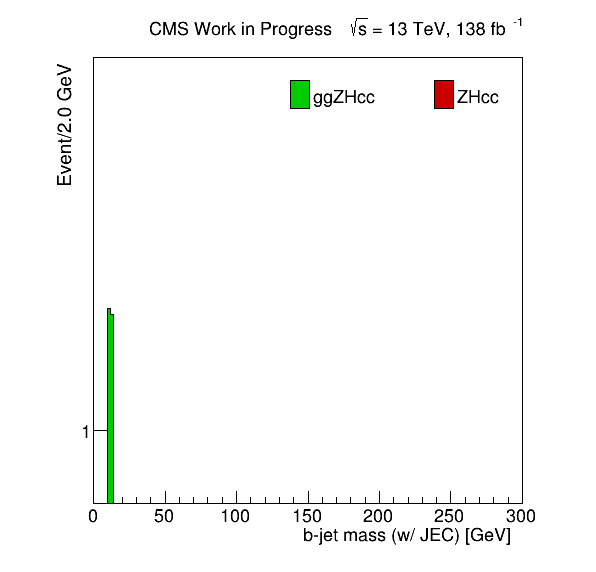 CMS Work in Progress √s = 13 TeV, 138 fb⁻¹
Event/2.0 GeV
ggZHcc ZHcc
1
0 50 100 150 200 250 300
b-jet mass (w/ JEC) [GeV]